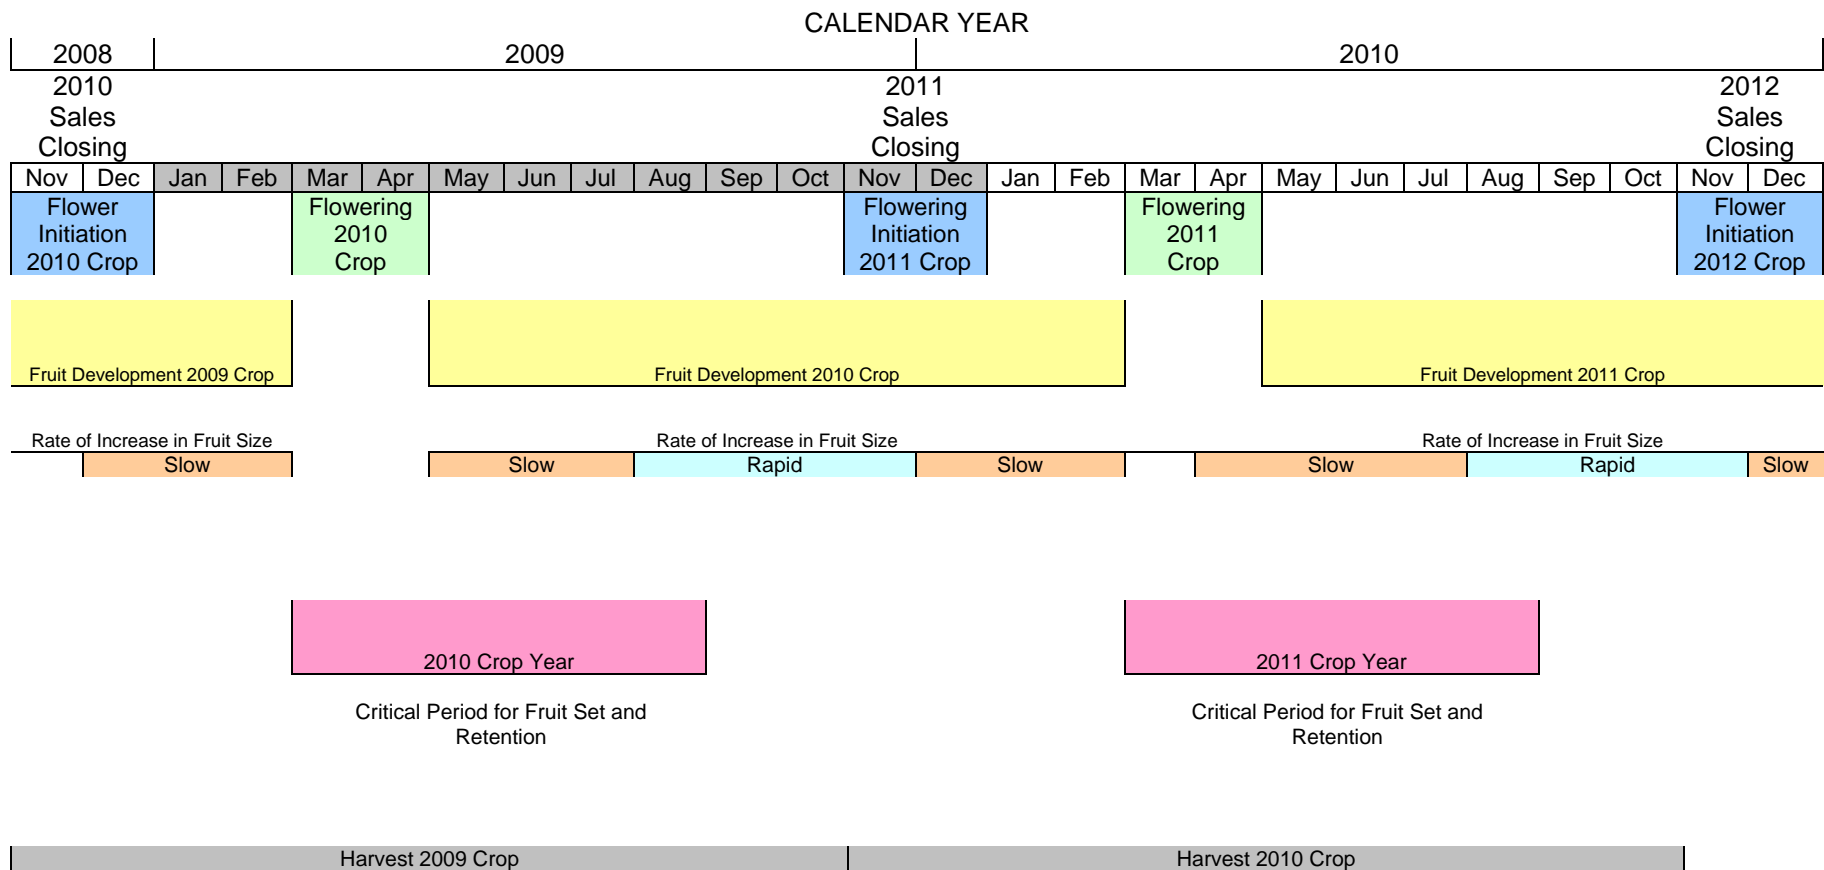 CALENDAR YEAR
2008 2009 2010
2010 2011 2012
Sales Sales Sales
Closing Closing Closing
Nov Dec Jan Feb Mar Apr May Jun Jul Aug Sep Oct Nov Dec Jan Feb Mar Apr May Jun Jul Aug Sep Oct Nov Dec
Flower Flowering Flowering Flowering Flower
Initiation 2010 Initiation 2011 Initiation
2010 Crop Crop 2011 Crop Crop 2012 Crop
Fruit Development 2009 Crop Fruit Development 2010 Crop Fruit Development 2011 Crop
Rate of Increase in Fruit Size Rate of Increase in Fruit Size Rate of Increase in Fruit Size
Slow Slow Rapid Slow Slow Rapid Slow
2010 Crop Year 2011 Crop Year
Critical Period for Fruit Set and Critical Period for Fruit Set and
Retention Retention
Harvest 2009 Crop Harvest 2010 Crop